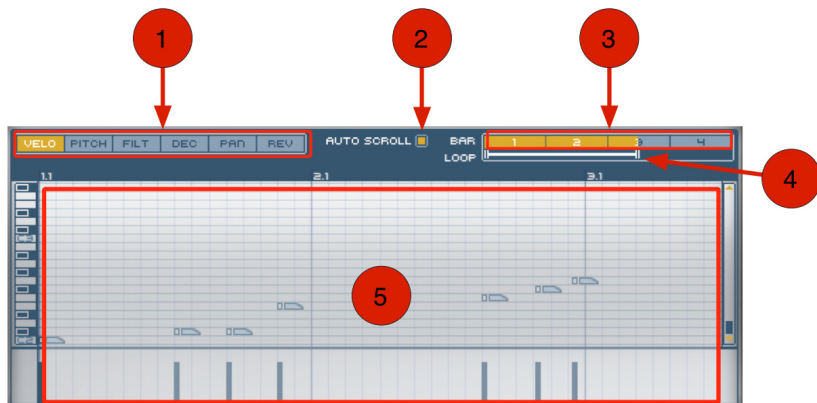 1 2 3
VELO PITCH FILT DEC PAN REV AUTO SCROLL BAR 1 2 3 4
LOOP
4
1.1 2.1 3.1
5